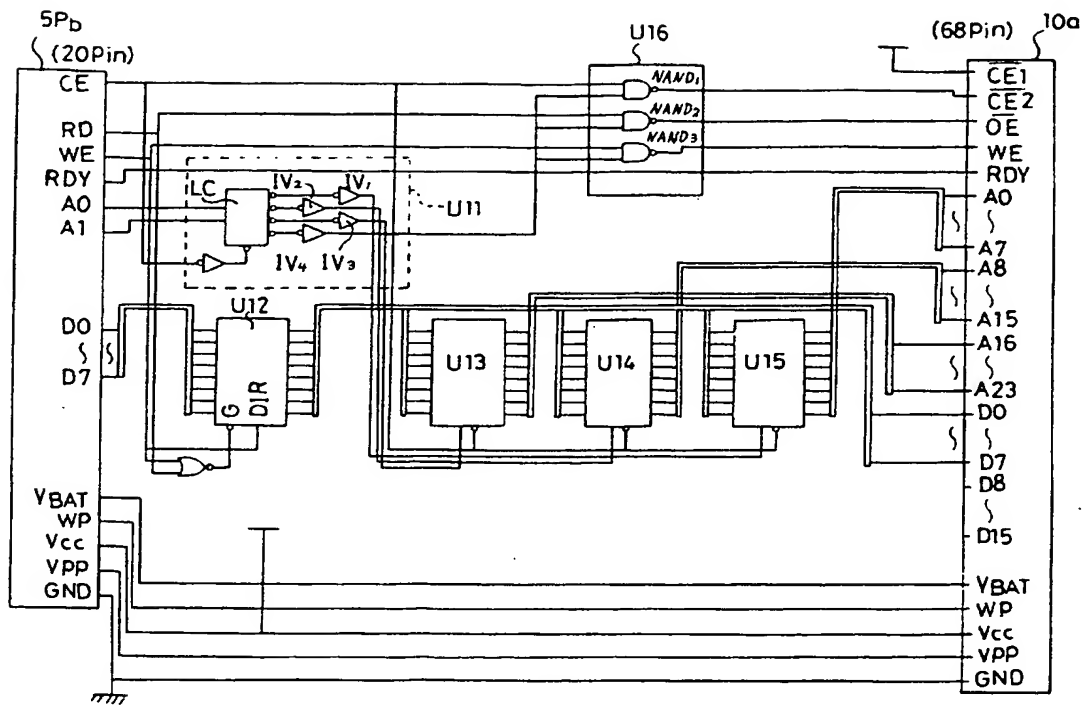 5Pb
(20Pin)
CE
RD
WE
RDY
A0
A1
D0
D7
VBAT
WP
Vcc
VPP
GND
LC
IV2
IV1
IV4
IV3
U11
U12
G
DIR
U13
U14
U15
U16
NAND1
NAND2
NAND3
(68Pin)
10a
CE1
CE2
OE
WE
RDY
A0
A7
A8
A15
A16
A23
D0
D7
D8
D15
VBAT
WP
Vcc
VPP
GND